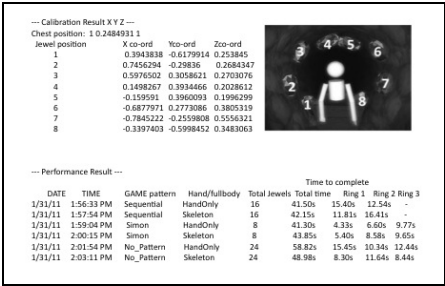 --- Calibration Result X Y Z ---
Chest position: 1 0.2484931 1
Jewel position X co-ord Yco-ord Zco-ord
1 0.3943838 -0.6179914 0.253845
2 0.7456294 -0.29836 0.2684347
3 0.5976502 0.3058621 0.2703076
4 0.1498267 0.3934466 0.2028612
5 -0.159591 0.3960093 0.1996299
6 -0.6877971 0.2773086 0.3805319
7 -0.7845222 -0.2559808 0.5556321
8 -0.3397403 -0.5998452 0.3483063
3 4 5 6
2 7
1 8
--- Performance Result ---
Time to complete
DATE TIME GAME pattern Hand/fullbody Total Jewels Total time Ring 1 Ring 2 Ring 3
1/31/11 1:56:33 PM Sequential HandOnly 16 41.50s 15.40s 12.54s -
1/31/11 1:57:54 PM Sequential Skeleton 16 42.15s 11.81s 16.41s -
1/31/11 1:59:04 PM Simon HandOnly 8 41.30s 4.33s 6.60s 9.77s
1/31/11 2:00:15 PM Simon Skeleton 8 43.85s 5.40s 8.58s 9.65s
1/31/11 2:01:54 PM No_Pattern HandOnly 24 58.82s 15.45s 10.34s 12.44s
1/31/11 2:03:11 PM No_Pattern Skeleton 24 48.98s 8.30s 11.64s 8.44s